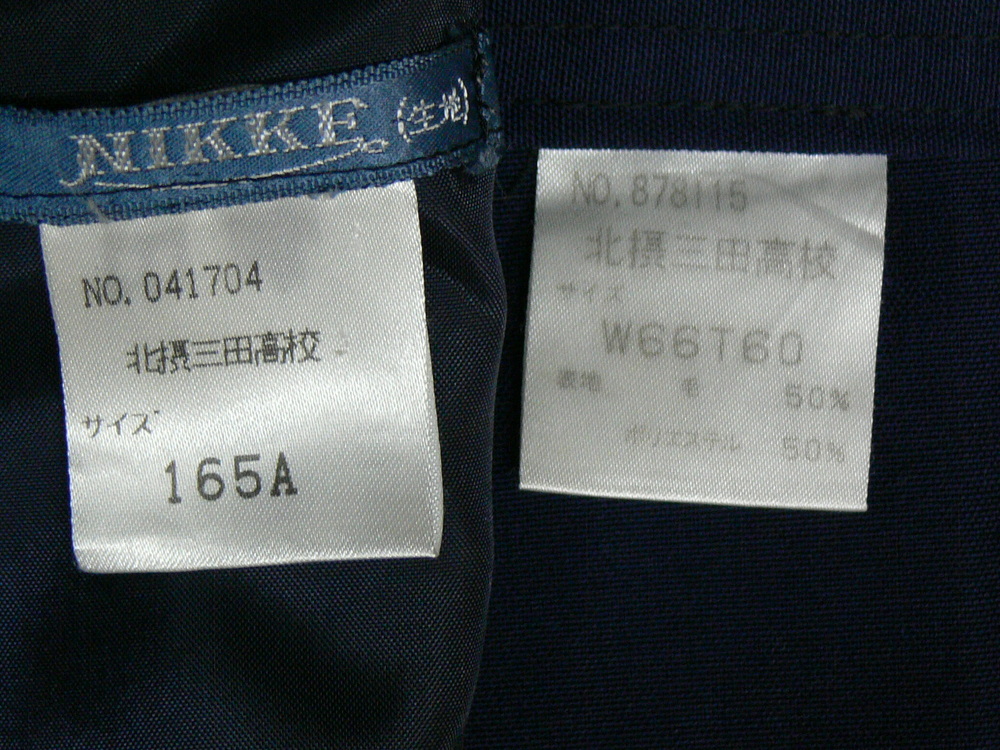 NIKKE (生地)
NO. 041704
北摂三田高校
サイズ
165A
NO. 878115
北摂三田高校
サイズ
W66T60
表地 毛 50%
ポリエステル 50%